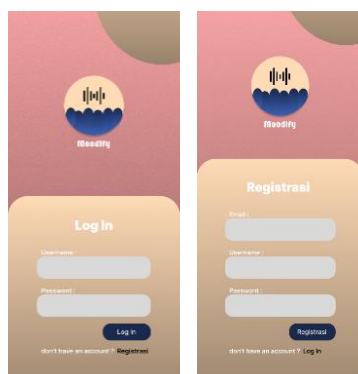 Moodify
Log in
Username :
Password :
Log in
don't have an account ? Registrasi
Moodify
Registrasi
Email :
Username :
Password :
Registrasi
don't have an account ? Log in